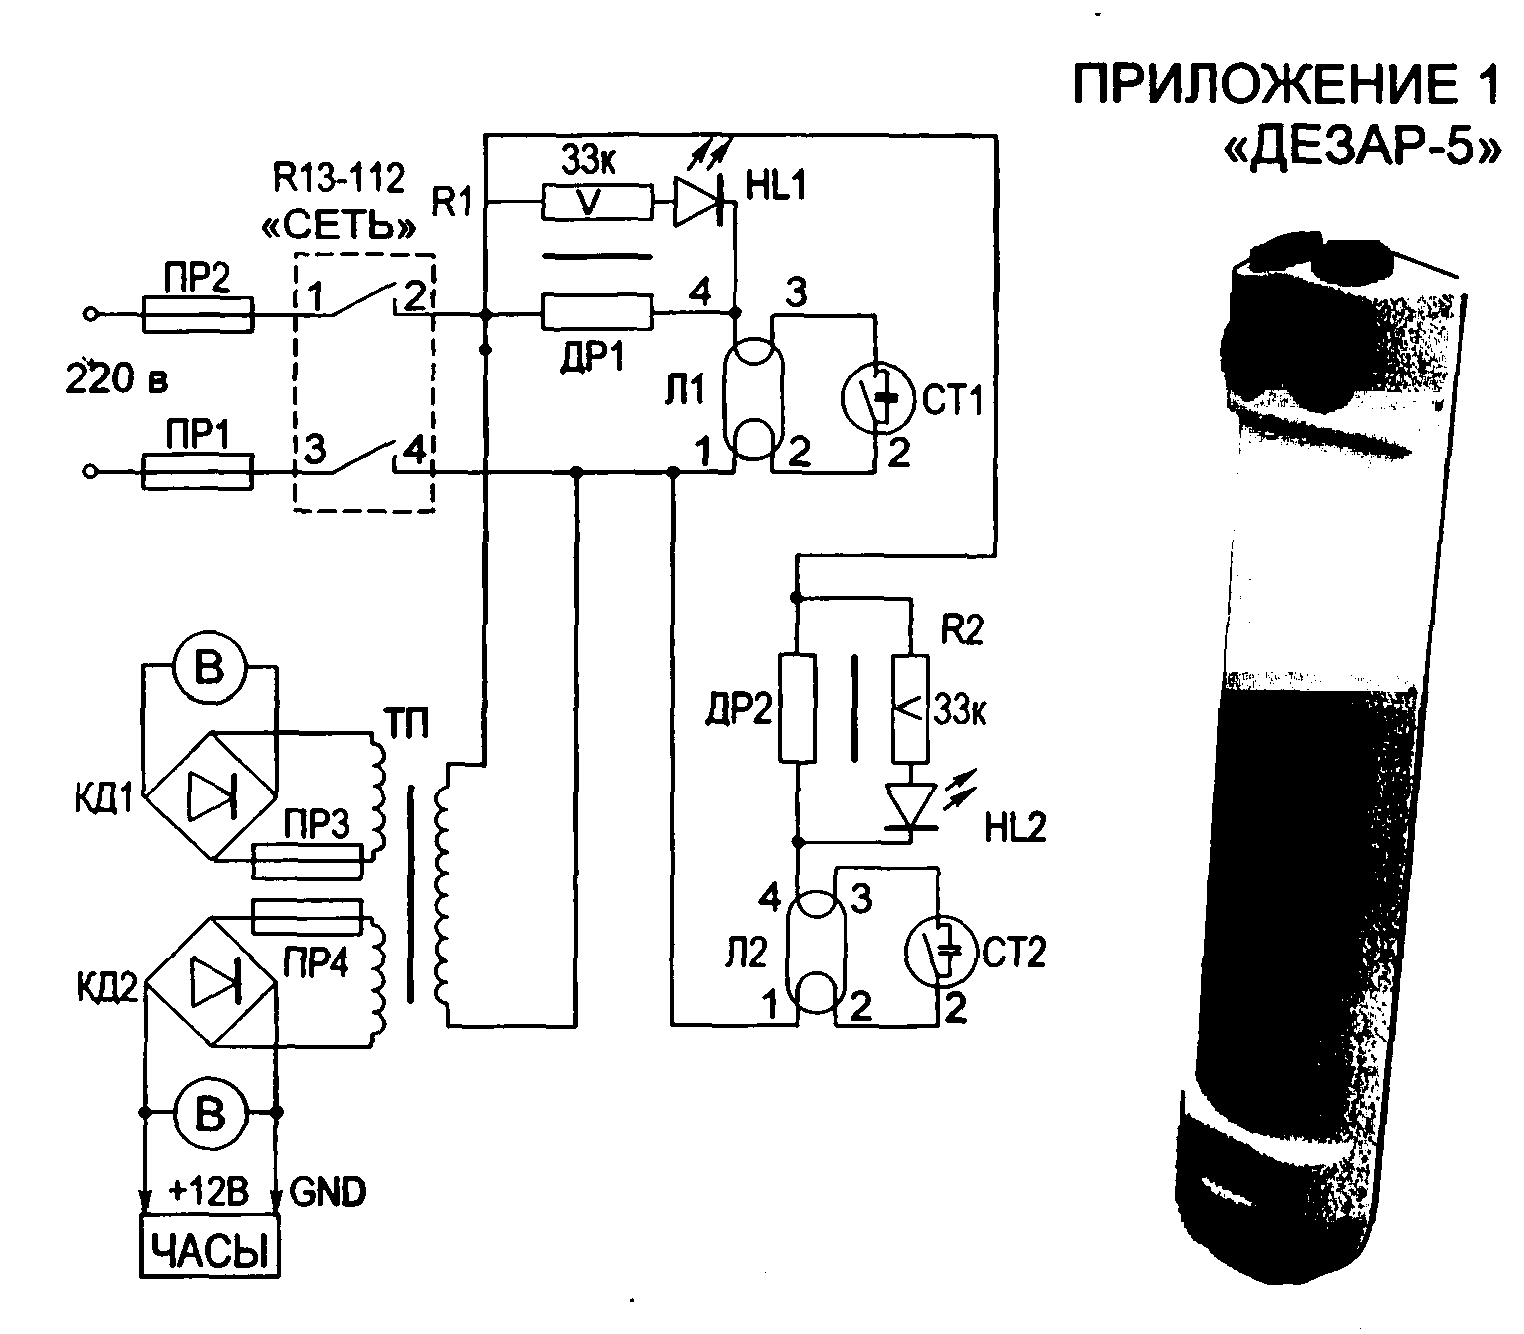 ПРИЛОЖЕНИЕ 1
«ДЕЗАР-5»
R13-112
«СЕТЬ»
33к
R1
HL1
ПР2
1
2
4
3
ДР1
220 в
Л1
СТ1
ПР1
3
4
1
2
2
R2
ДР2
33к
ТП
В
КД1
ПР3
HL2
4
3
ПР4
Л2
СТ2
КД2
1
2
2
В
+12В
GND
ЧАСЫ